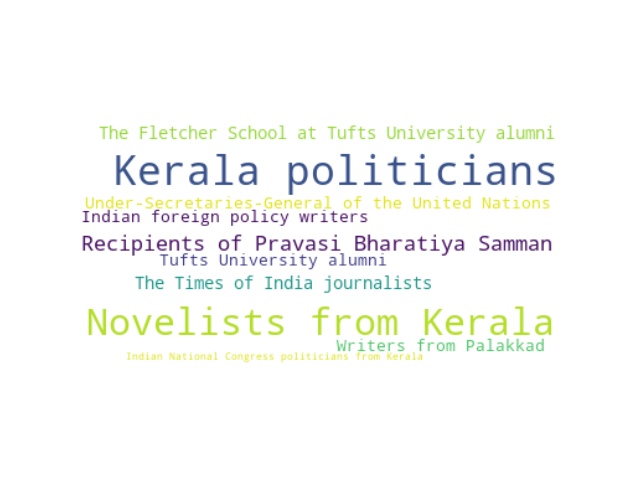 The Fletcher School at Tufts University alumni
Kerala politicians
Under-Secretaries-General of the United Nations
Indian foreign policy writers
Recipients of Pravasi Bharatiya Samman
Tufts University alumni
The Times of India journalists
Novelists from Kerala
Writers from Palakkad
Indian National Congress politicians from Kerala